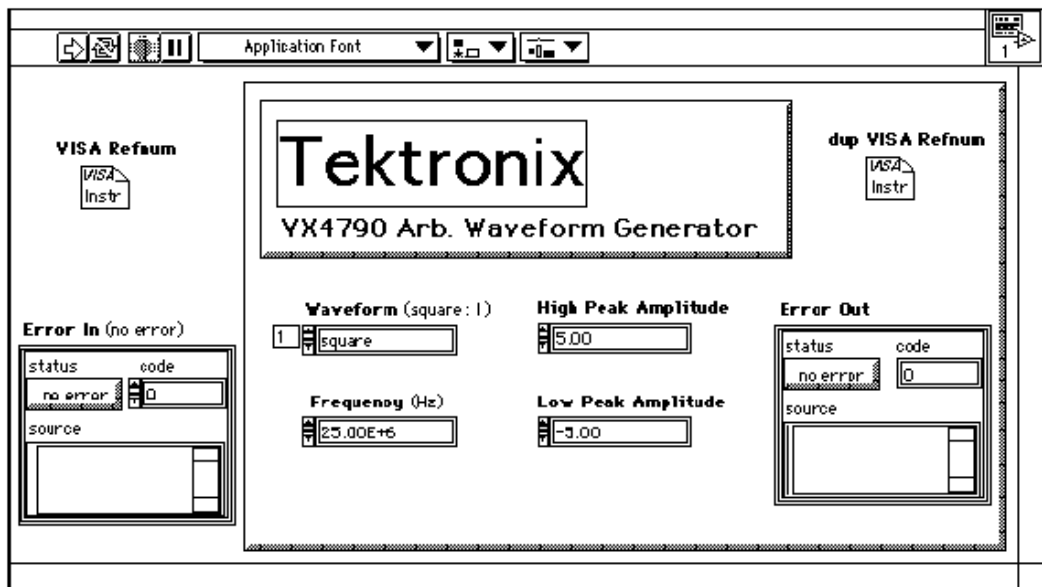 Application Font
1
VISA Refnum
VISA
Instr
Tektronix
VX4790 Arb. Waveform Generator
dup VISA Refnum
VISA
Instr
Error In (no error)
status code
no error 0
source
Waveform (square:1)
1 square
High Peak Amplitude
5.00
Frequency (Hz)
25.00E+6
Low Peak Amplitude
-5.00
Error Out
status code
no error 0
source